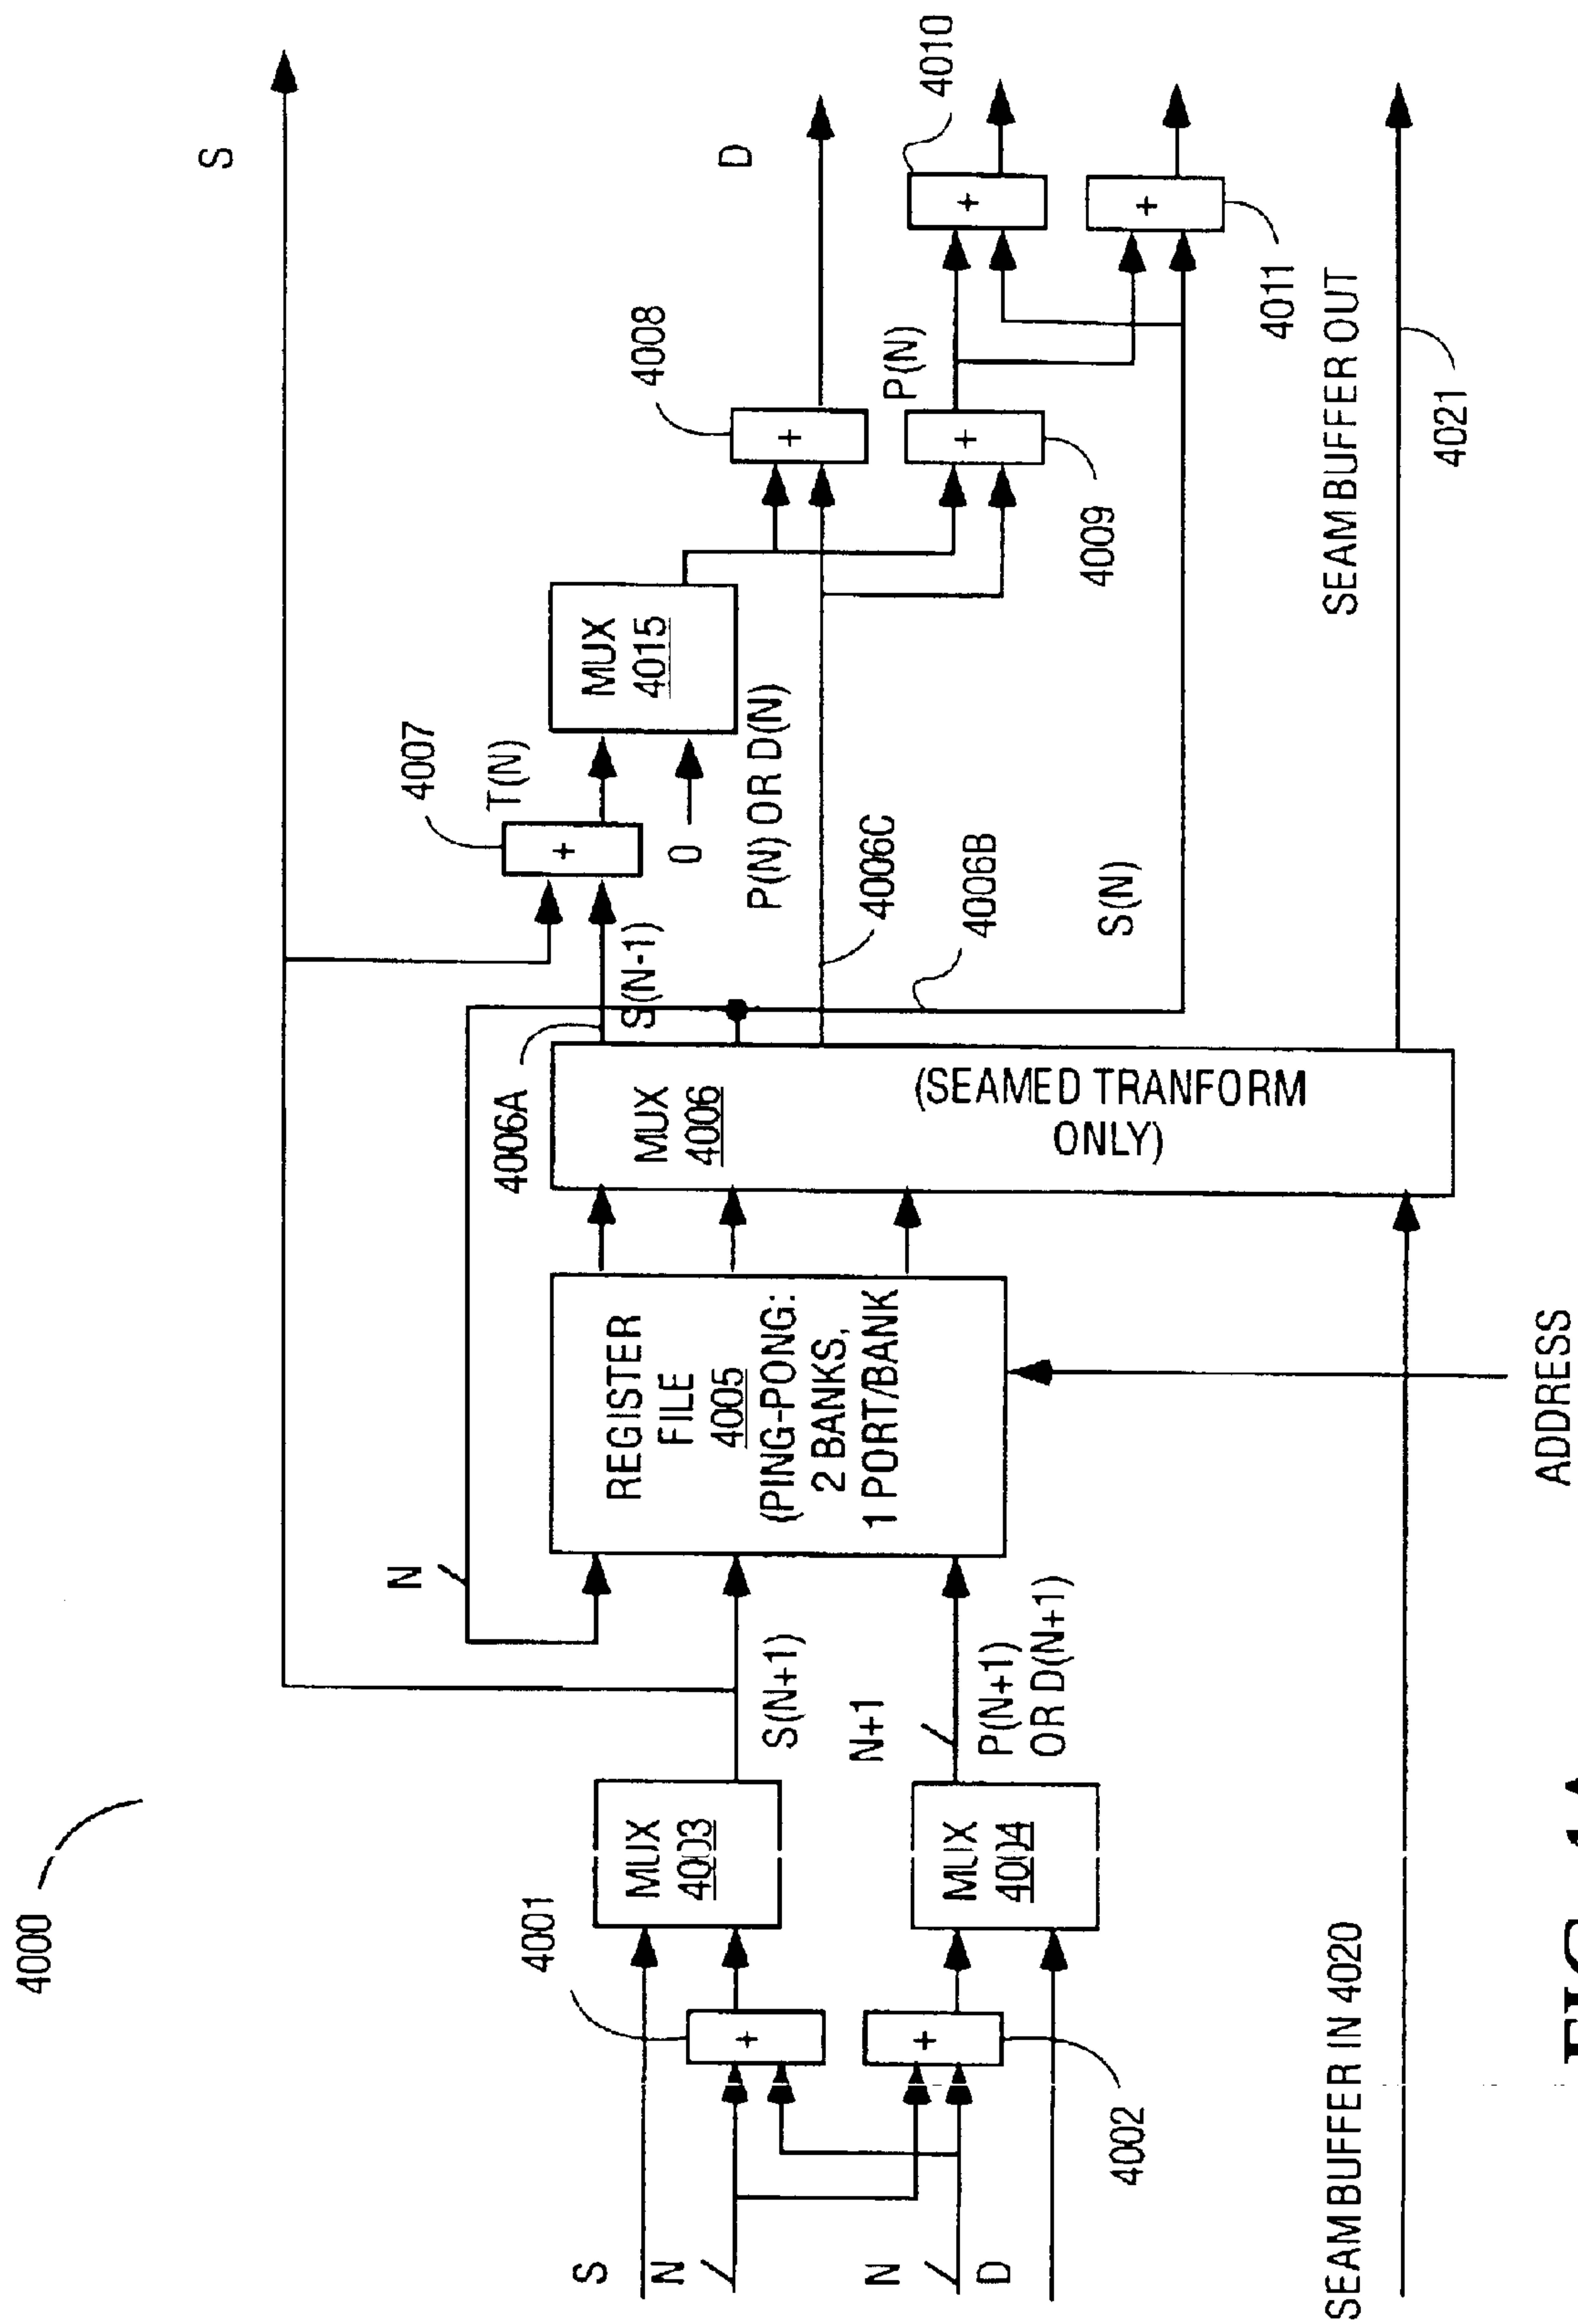 4000
S
N
N
D
SEAMBUFFER IN 4020
4001
+
+
4002
MUX
4003
MUX
4004
S(N+1)
N+1
P(N+1)
OR D(N+1)
N
REGISTER
FILE
4005
(PING-PONG:
2 BANKS,
1 PORT/BANK
ADDRESS
4006A
MUX
4006
(SEAMED TRANFORM
ONLY)
S(N-1)
4006C
4006B
S(N)
4007
+
T(N)
0
P(N) OR D(N)
MUX
4015
4008
+
+
4009
P(N)
S
D
4010
+
+
4011
SEAMBUFFER OUT
4021